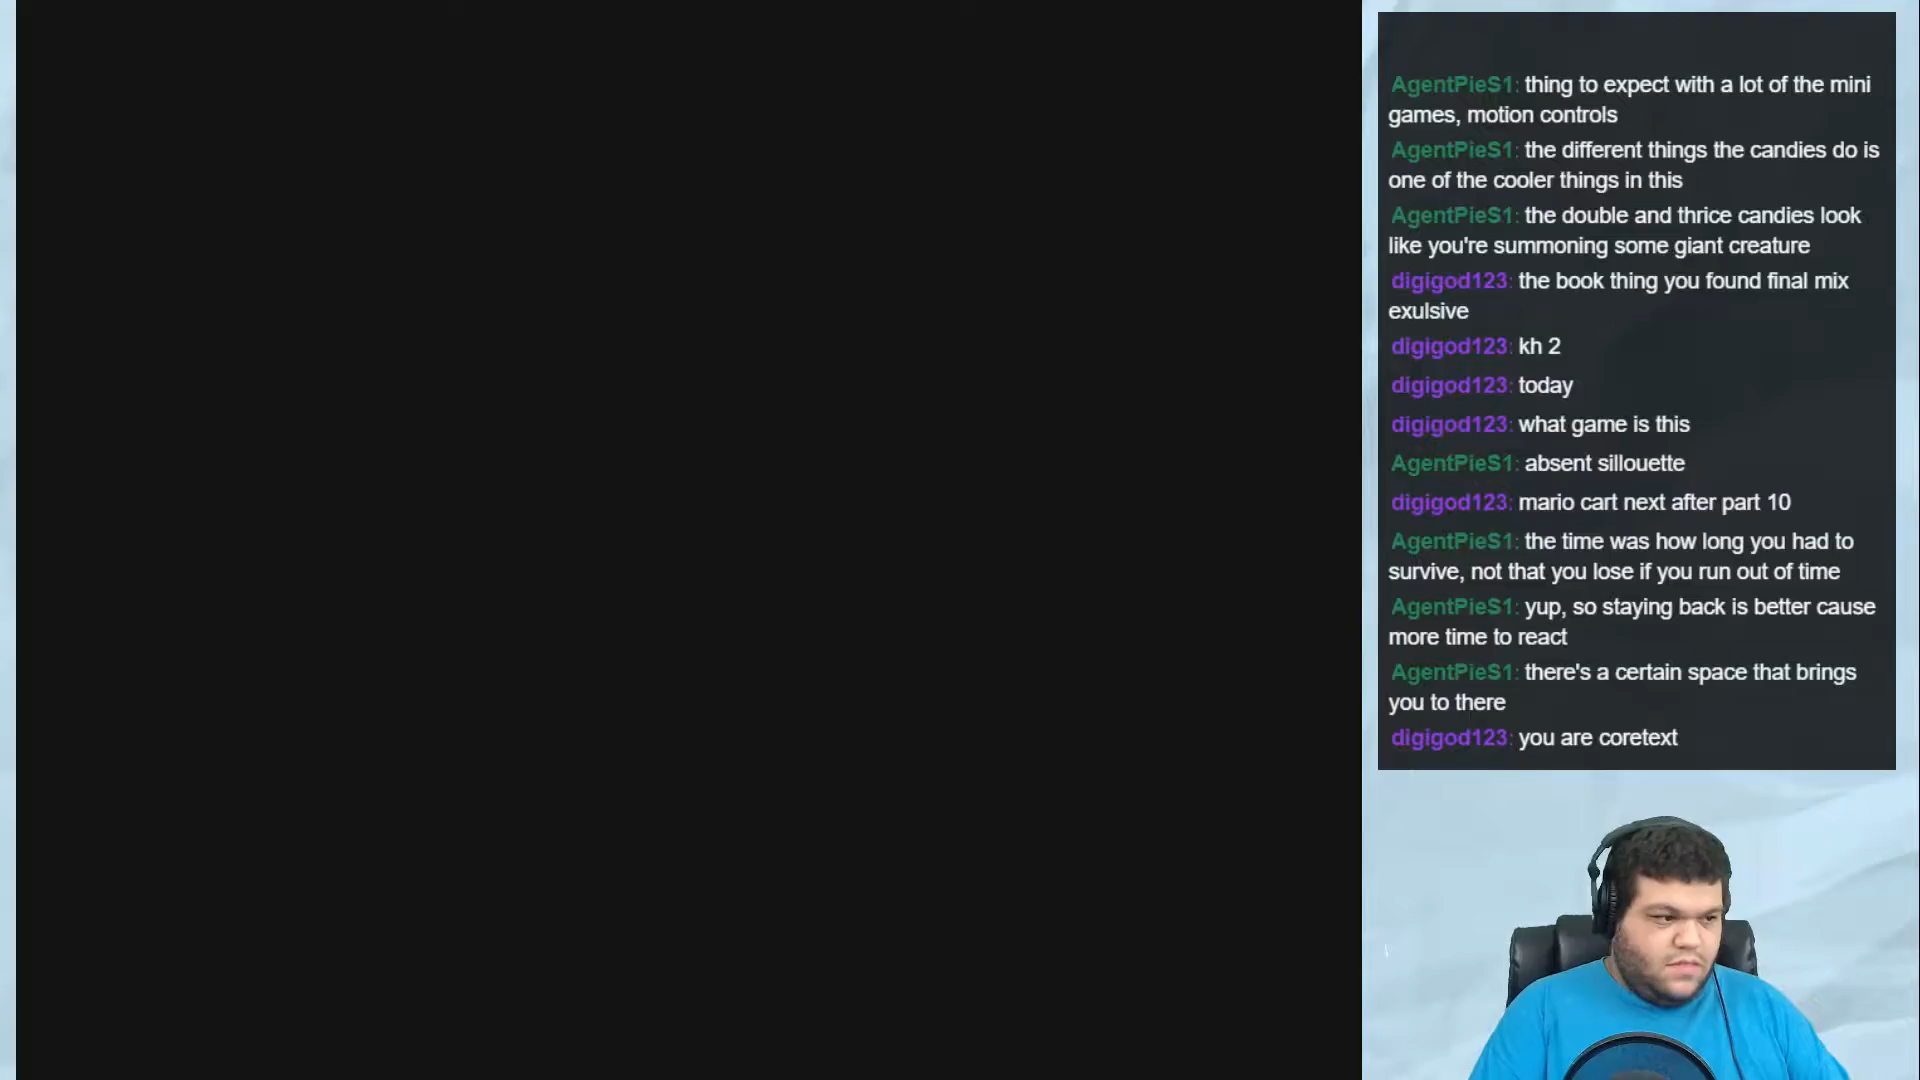 AgentPieS1: thing to expect with a lot of the mini
games, motion controls
AgentPieS1: the different things the candies do is
one of the cooler things in this
AgentPieS1: the double and thrice candies look
like you're summoning some giant creature
digigod123: the book thing you found final mix
exulsive
digigod123: kh 2
digigod123: today
digigod123: what game is this
AgentPieS1: absent sillouette
digigod123: mario cart next after part 10
AgentPieS1: the time was how long you had to
survive, not that you lose if you run out of time
AgentPieS1: yup, so staying back is better cause
more time to react
AgentPieS1: there's a certain space that brings
you to there
digigod123: you are coretext